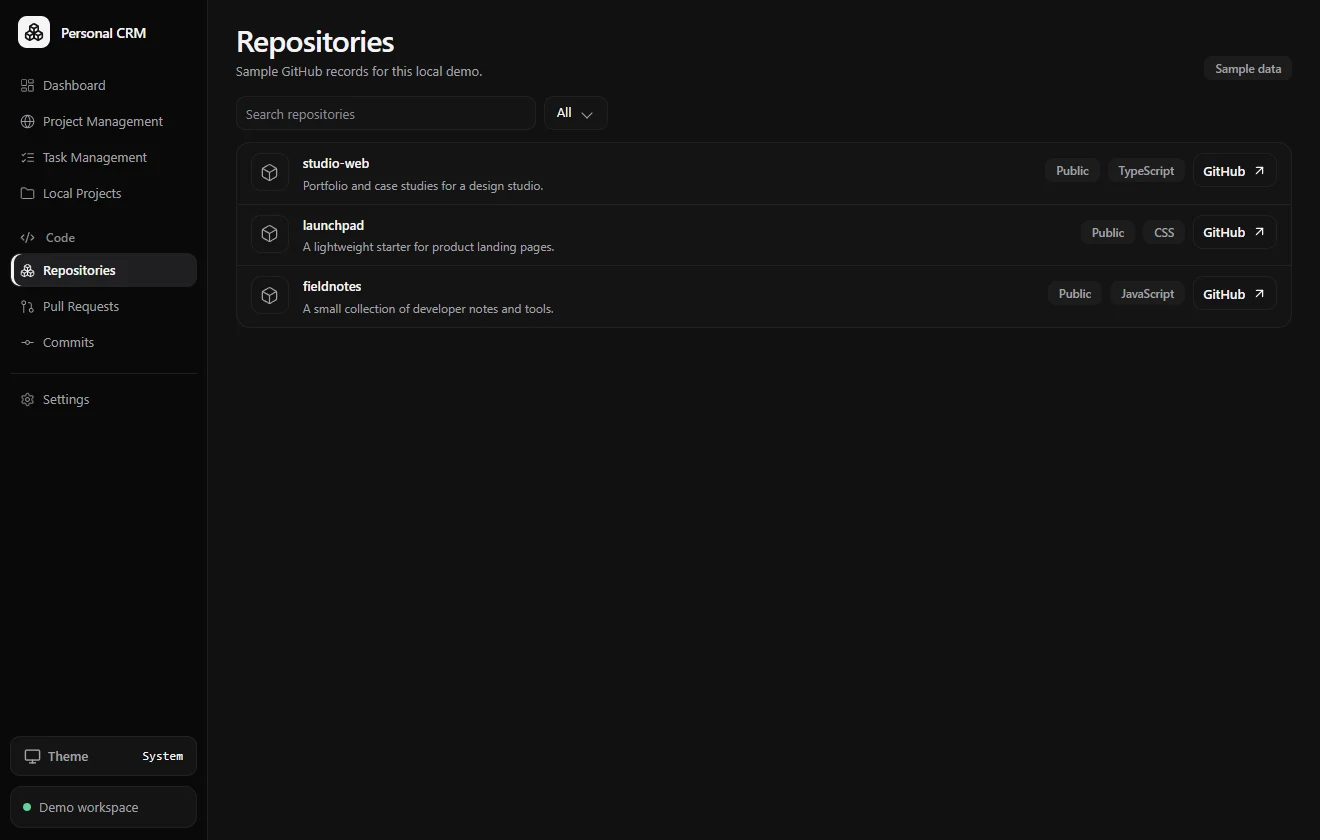 Personal CRM
Dashboard
Project Management
Task Management
Local Projects
Code
Repositories
Pull Requests
Commits
Settings
Theme System
Demo workspace
Repositories
Sample GitHub records for this local demo.
Sample data
Search repositories
All
studio-web
Portfolio and case studies for a design studio.
Public TypeScript GitHub
launchpad
A lightweight starter for product landing pages.
Public CSS GitHub
fieldnotes
A small collection of developer notes and tools.
Public JavaScript GitHub